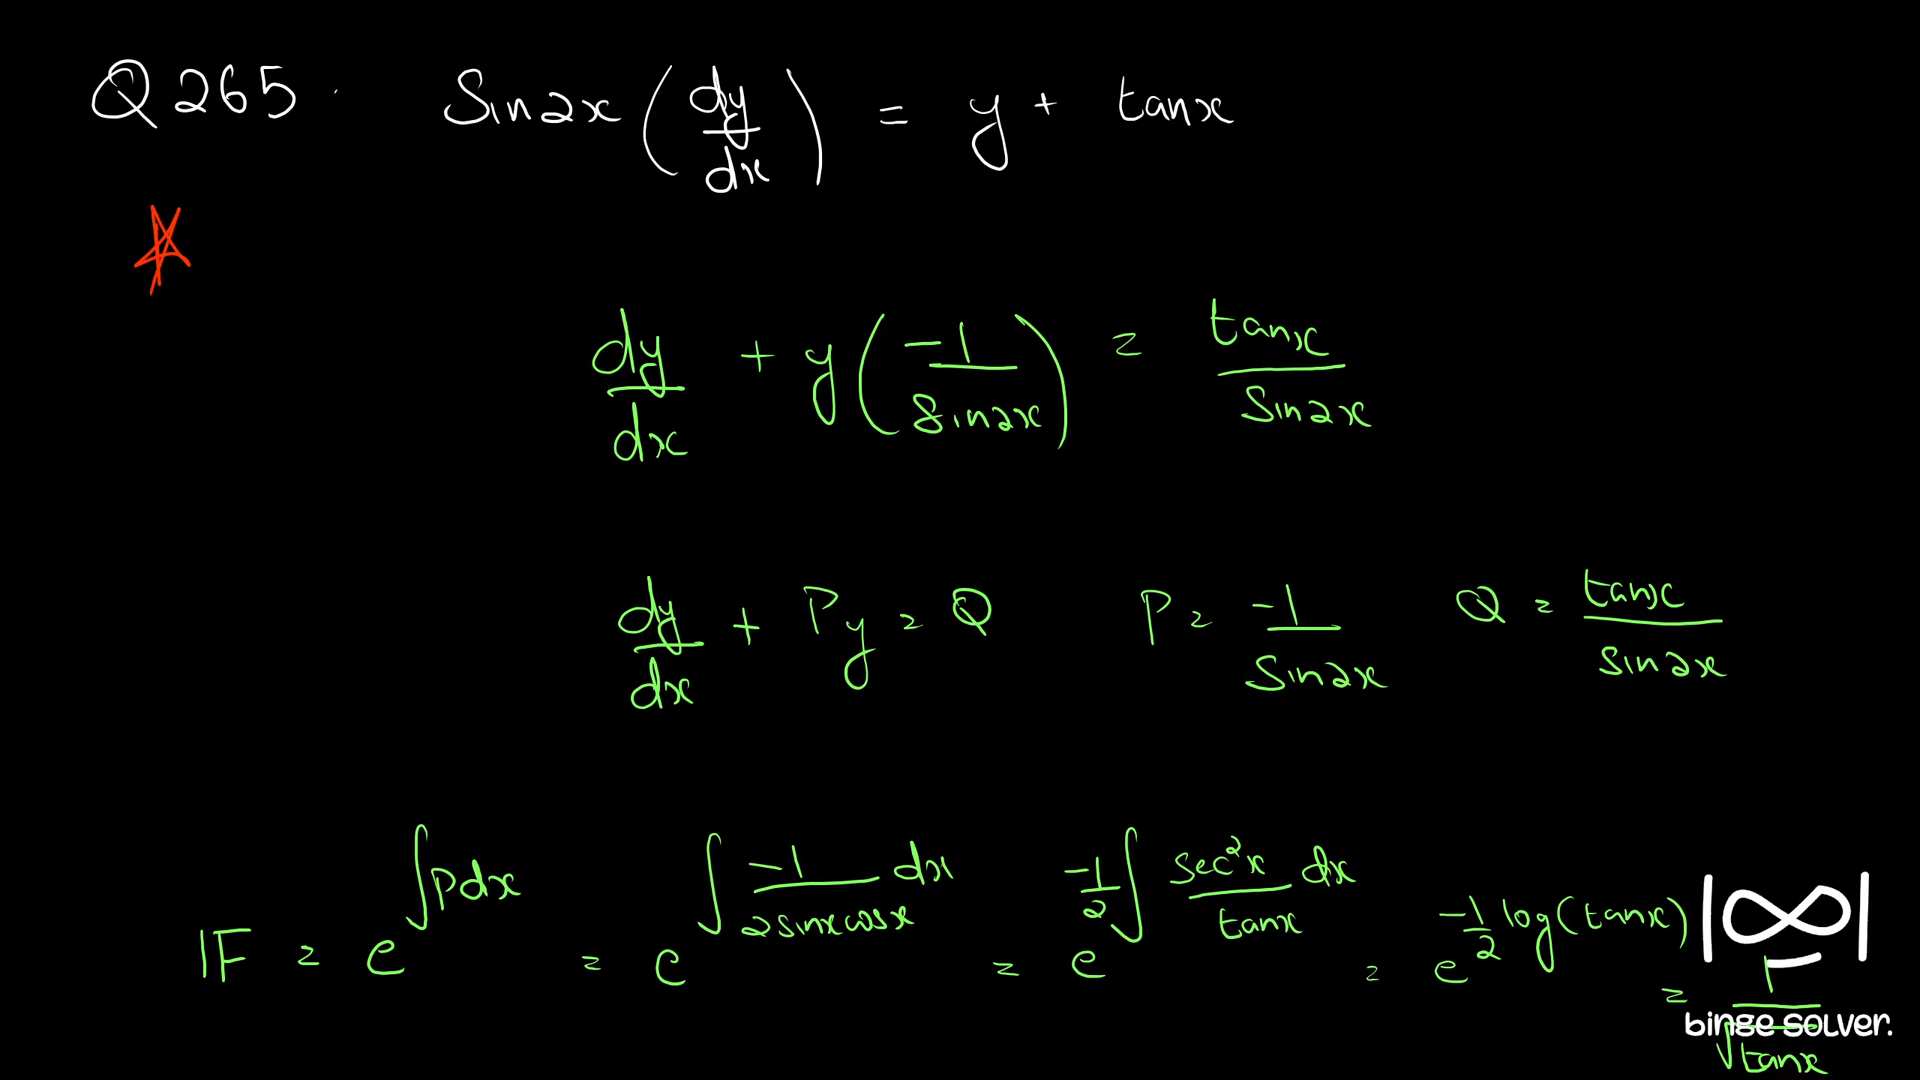 Q 265. Sin2x (dy/dx) = y + tanx
dy/dx + y (-1/sin2x) = tanx/sin2x
dy/dx + Py = Q P = -1/sin2x Q = tanx/sin2x
IF = e^∫Pdx = e^∫ -1/(2sinxcosx) dx = e^(-1/2 ∫ sec²x/tanx dx) = e^(-1/2 log(tanx)) = 1/√tanx
binge solver.